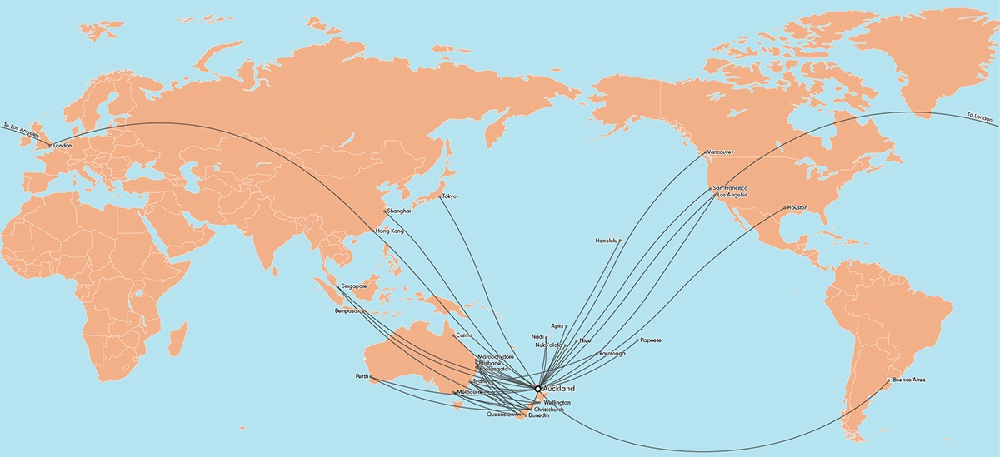 To Los Angeles
To London
London
Vancouver
San Francisco
Los Angeles
Tokyo
Houston
Shanghai
Hong Kong
Honolulu
Singapore
Denpasar
Apia
Cairns
Nadi
Nuku'alofa
Niue
Papeete
Rarotonga
Maroochydore
Brisbane
Coolangata
Perth
Sydney
Buenos Aires
Melbourne
Auckland
Wellington
Christchurch
Queenstown
Dunedin